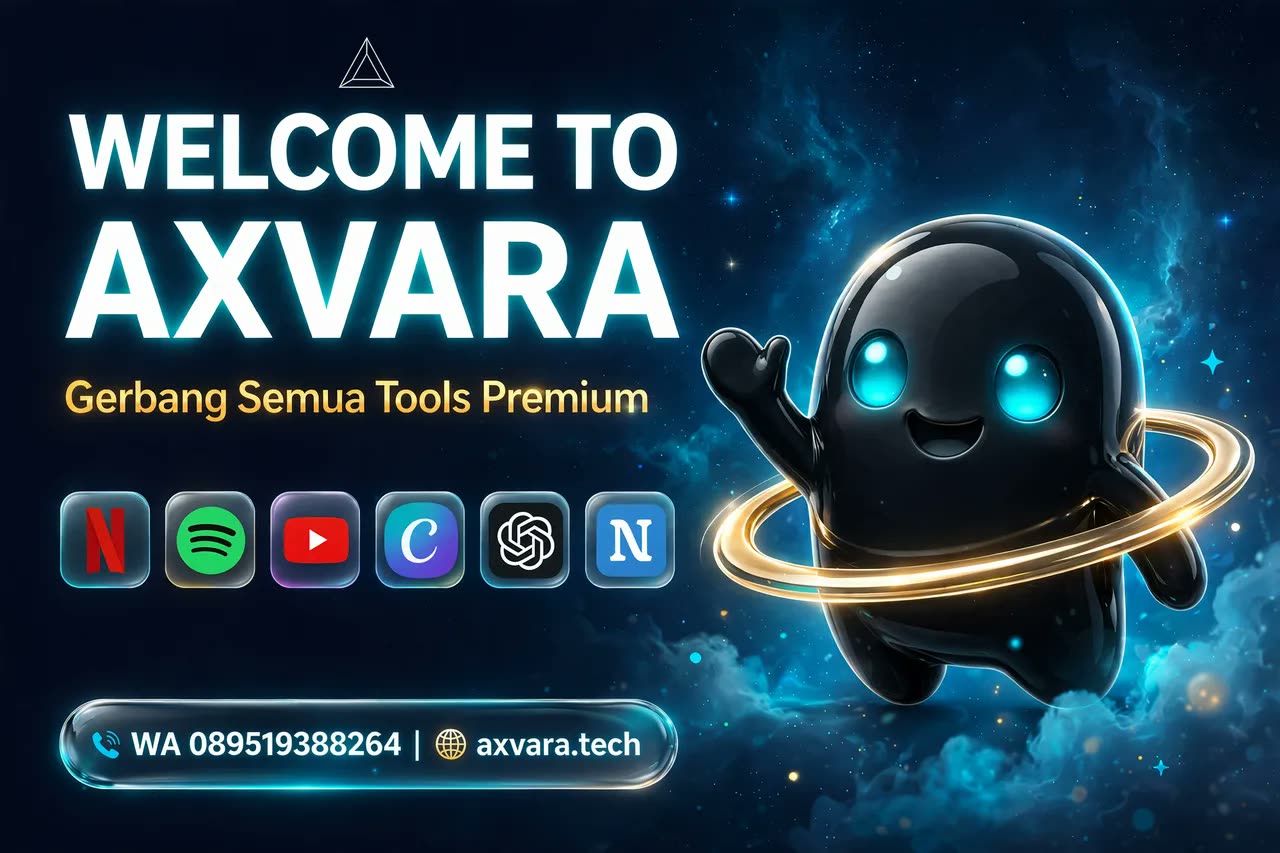 WELCOME TO
AXVARA
Gerbang Semua Tools Premium
N C N
WA 089519388264 | axvara.tech